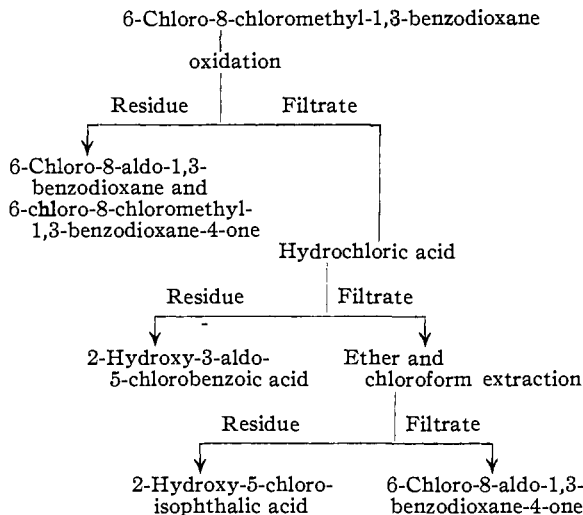 6-Chloro-8-chloromethyl-1,3-benzodioxane
oxidation
Residue Filtrate
6-Chloro-8-aldo-1,3-
benzodioxane and
6-chloro-8-chloromethyl-
1,3-benzodioxane-4-one
Hydrochloric acid
Residue Filtrate
2-Hydroxy-3-aldo-
5-chlorobenzoic acid
Ether and
chloroform extraction
Residue Filtrate
2-Hydroxy-5-chloro-
isophthalic acid
6-Chloro-8-aldo-1,3-
benzodioxane-4-one